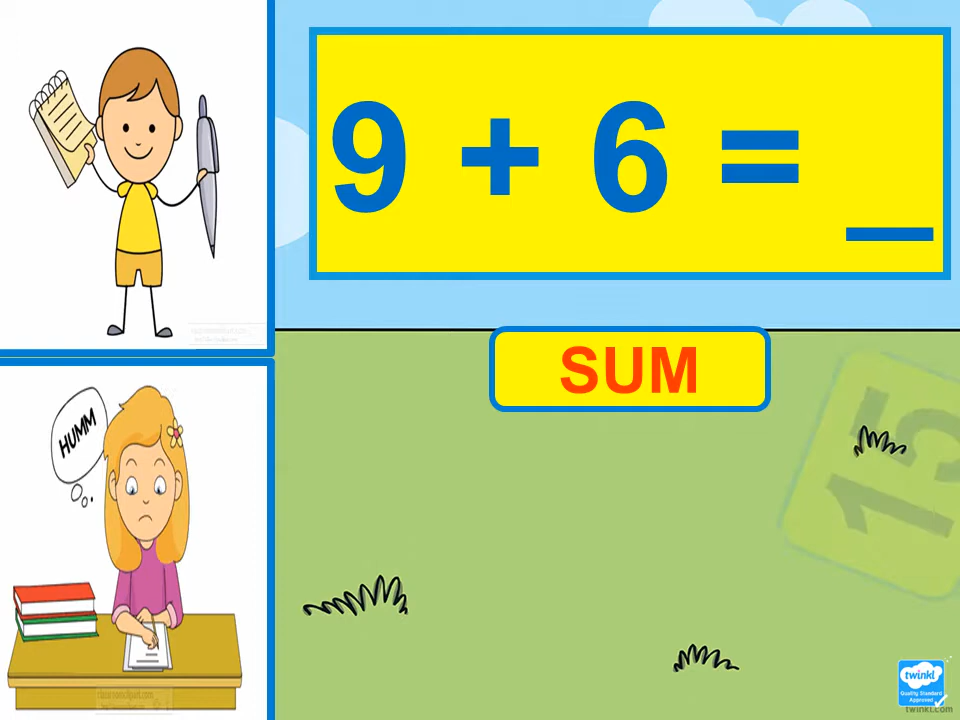 9 + 6 = _
SUM
HUMM
15
twinkl
Quality Standard
Approved
twinkl.com